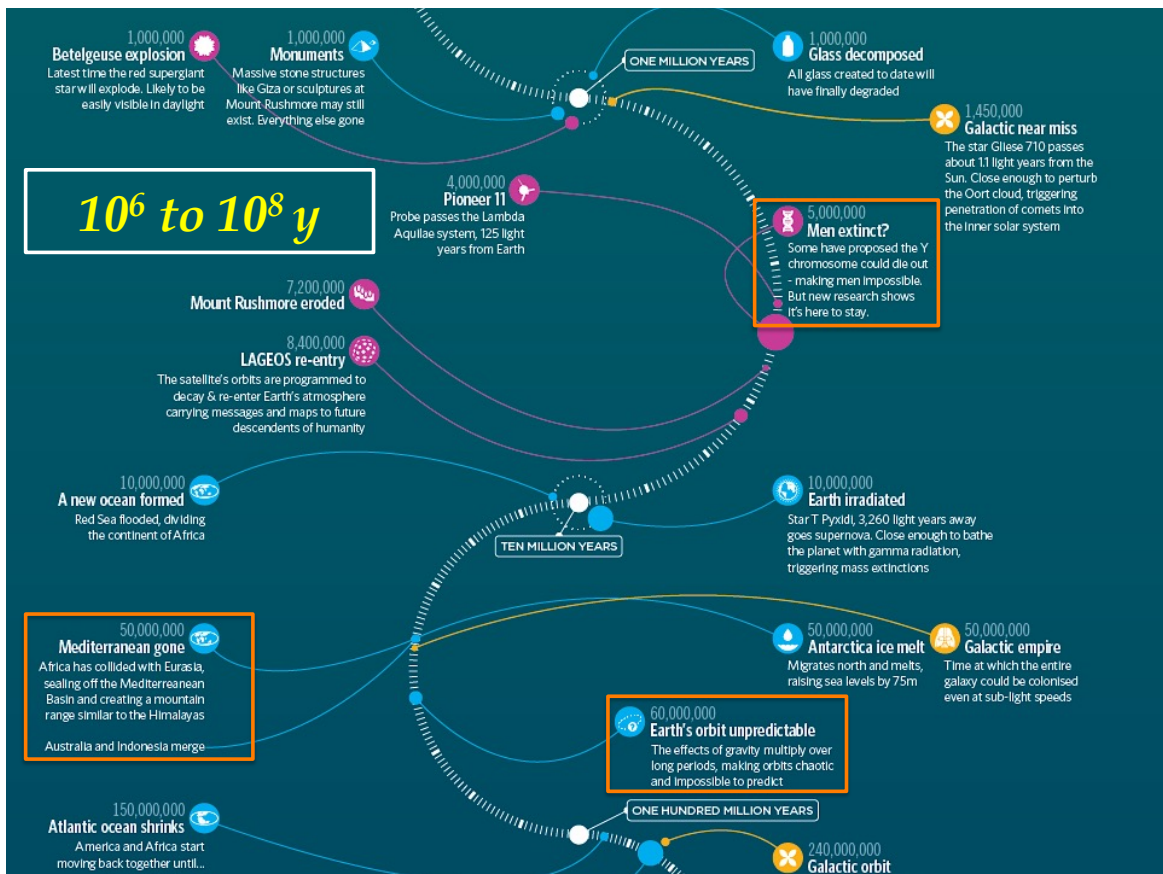 1,000,000
Betelgeuse explosion
Latest time the red supergiant
star will explode. Likely to be
easily visible in daylight
1,000,000
Monuments
Massive stone structures
like Giza or sculptures at
Mount Rushmore may still
exist. Everything else gone
ONE MILLION YEARS
1,000,000
Glass decomposed
All glass created to date will
have finally degraded
1,450,000
Galactic near miss
The star Gliese 710 passes
about 1.1 light years from the
Sun. Close enough to perturb
the Oort cloud, triggering
penetration of comets into
the inner solar system
10⁶ to 10⁸ y
4,000,000
Pioneer 11
Probe passes the Lambda
Aquilae system, 125 light
years from Earth
5,000,000
Men extinct?
Some have proposed the Y
chromosome could die out
- making men impossible.
But new research shows
it's here to stay.
7,200,000
Mount Rushmore eroded
8,400,000
LAGEOS re-entry
The satellite's orbits are programmed to
decay & re-enter Earth's atmosphere
carrying messages and maps to future
descendents of humanity
10,000,000
A new ocean formed
Red Sea flooded, dividing
the continent of Africa
TEN MILLION YEARS
10,000,000
Earth irradiated
Star T Pyxidi, 3,260 light years away
goes supernova. Close enough to bathe
the planet with gamma radiation,
triggering mass extinctions
50,000,000
Mediterranean gone
Africa has collided with Eurasia,
sealing off the Mediterreanean
Basin and creating a mountain
range similar to the Himalayas
Australia and Indonesia merge
50,000,000
Antarctica ice melt
Migrates north and melts,
raising sea levels by 75m
50,000,000
Galactic empire
Time at which the entire
galaxy could be colonised
even at sub-light speeds
60,000,000
Earth's orbit unpredictable
The effects of gravity multiply over
long periods, making orbits chaotic
and impossible to predict
150,000,000
Atlantic ocean shrinks
America and Africa start
moving back together until...
ONE HUNDRED MILLION YEARS
240,000,000
Galactic orbit